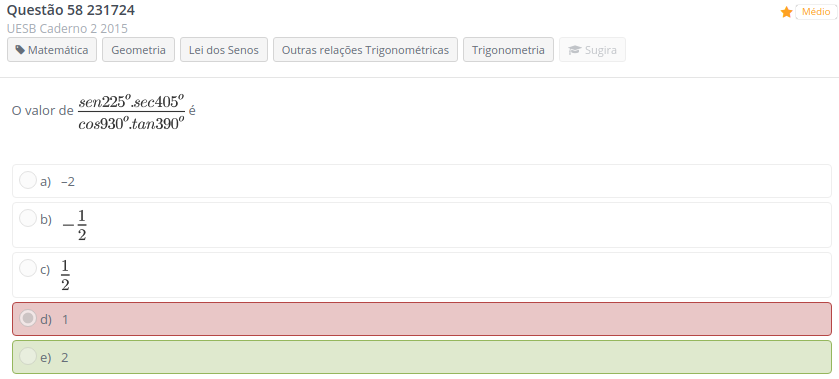 Questão 58 231724
Médio
UESB Caderno 2 2015
Matemática Geometria Lei dos Senos Outras relações Trigonométricas Trigonometria Sugira
O valor de \frac{sen225^o.sec405^o}{cos930^o.tan390^o} é
a) –2
b) -\frac{1}{2}
c) \frac{1}{2}
d) 1
e) 2